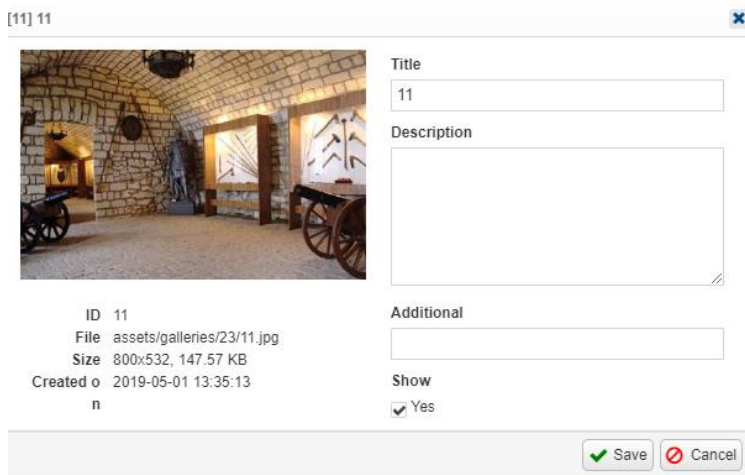 [11] 11
Title
11
Description
ID 11
File assets/galleries/23/11.jpg
Size 800x532, 147.57 KB
Created o
n
2019-05-01 13:35:13
Additional
Show
Yes
Save
Cancel